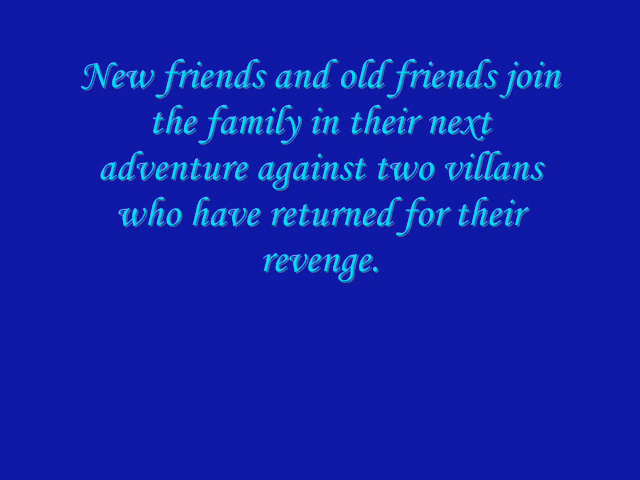 New friends and old friends join
the family in their next
adventure against two villans
who have returned for their
revenge.